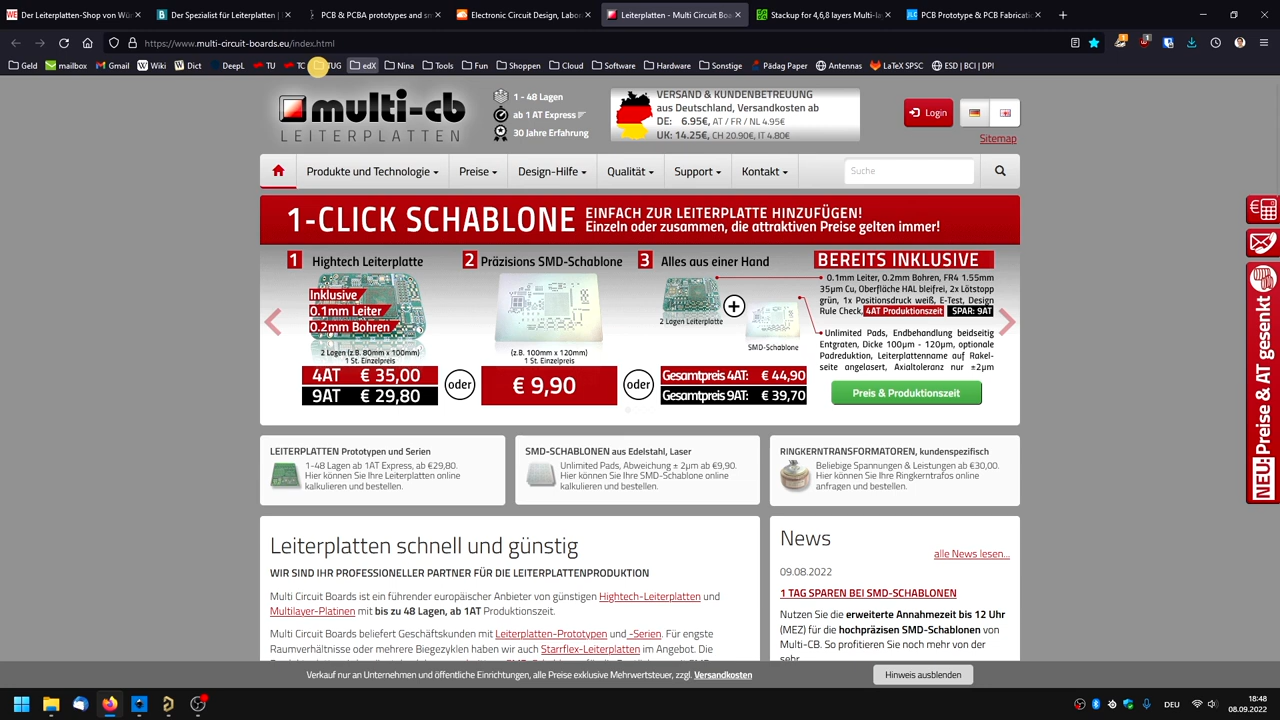 Der Leiterplatten-Shop von Wür
Der Spezialist für Leiterplatten
PCB & PCBA prototypes and sm
Electronic Circuit Design, Labor
Leiterplatten - Multi Circuit Boa
Stackup for 4,6,8 layers Multi-lay
PCB Prototype & PCB Fabricati
https://www.multi-circuit-boards.eu/index.html
Geld
mailbox
Gmail
Wiki
Dict
DeepL
TU
TC
TUG
edX
Nina
Tools
Fun
Shoppen
Cloud
Software
Hardware
Sonstige
Pädag Paper
Antennas
LaTeX SPSC
ESD | BCI | DPI
multi-cb
LEITERPLATTEN
1 - 48 Lagen
ab 1 AT Express
30 Jahre Erfahrung
VERSAND & KUNDENBETREUUNG
aus Deutschland, Versandkosten ab
DE: 6.95€, AT / FR / NL 4.95€
UK: 14.25€, CH 20.90€, IT 4.80€
Login
Sitemap
Produkte und Technologie
Preise
Design-Hilfe
Qualität
Support
Kontakt
Suche
1-CLICK SCHABLONE
EINFACH ZUR LEITERPLATTE HINZUFÜGEN!
Einzeln oder zusammen, die attraktiven Preise gelten immer!
1 Hightech Leiterplatte
2 Präzisions SMD-Schablone
3 Alles aus einer Hand
BEREITS INKLUSIVE
Inklusive
0.1mm Leiter
0.2mm Bohren
2 Lagen (z.B. 80mm x 100mm)
1 St. Einzelpreis
(z.B. 100mm x 120mm)
1 St. Einzelpreis
2 Lagen Leiterplatte
SMD-Schablone
0.1mm Leiter, 0.2mm Bohren, FR4 1.55mm
35µm Cu, Oberfläche HAL bleifrei, 2x Lötstopp
grün, 1x Positionsdruck weiß, E-Test, Design
Rule Check, 4AT Produktionszeit SPAR: 9AT
Unlimited Pads, Endbehandlung beidseitig
Entgraten, Dicke 100µm - 120µm, optionale
Padreduktion, Leiterplattenname auf Rakel-
seite angelasert, Axialtoleranz nur ±2µm
4AT € 35,00
9AT € 29,80
oder
€ 9,90
oder
Gesamtpreis 4AT: € 44,90
Gesamtpreis 9AT: € 39,70
Preis & Produktionszeit
€
NEU: Preise & AT gesenkt
LEITERPLATTEN Prototypen und Serien
1-48 Lagen ab 1AT Express, ab €29,80.
Hier können Sie Ihre Leiterplatten online
kalkulieren und bestellen.
SMD-SCHABLONEN aus Edelstahl, Laser
Unlimited Pads, Abweichung ± 2µm ab €9,90.
Hier können Sie Ihre SMD-Schablone online
kalkulieren und bestellen.
RINGKERNTRANSFORMATOREN, kundenspezifisch
Beliebige Spannungen & Leistungen ab €30,00.
Hier können Sie Ihre Ringkerntrafos online
anfragen und bestellen.
Leiterplatten schnell und günstig
WIR SIND IHR PROFESSIONELLER PARTNER FÜR DIE LEITERPLATTENPRODUKTION
Multi Circuit Boards ist ein führender europäischer Anbieter von günstigen Hightech-Leiterplatten und
Multilayer-Platinen mit bis zu 48 Lagen, ab 1AT Produktionszeit.
Multi Circuit Boards beliefert Geschäftskunden mit Leiterplatten-Prototypen und -Serien. Für engste
Raumverhältnisse oder mehrere Biegezyklen haben wir auch Starrflex-Leiterplatten im Angebot. Die
News
alle News lesen...
09.08.2022
1 TAG SPAREN BEI SMD-SCHABLONEN
Nutzen Sie die erweiterte Annahmezeit bis 12 Uhr
(MEZ) für die hochpräzisen SMD-Schablonen von
Multi-CB. So profitieren Sie noch mehr von der
sehr
Verkauf nur an Unternehmen und öffentliche Einrichtungen, alle Preise exklusive Mehrwertsteuer, zzgl. Versandkosten
Hinweis ausblenden
DEU
18:48
08.09.2022